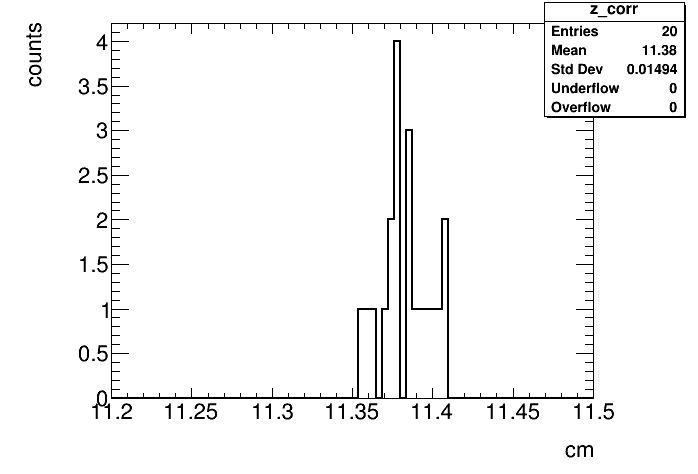 z_corr
Entries 20
Mean 11.38
Std Dev 0.01494
Underflow 0
Overflow 0
counts
4
3.5
3
2.5
2
1.5
1
0.5
0
11.2 11.25 11.3 11.35 11.4 11.45 11.5
cm